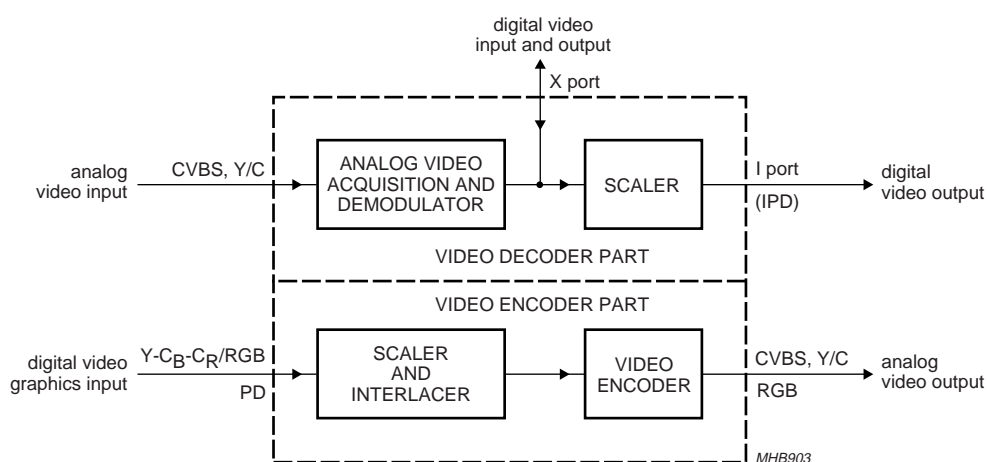 digital video
input and output
X port
analog
video input
CVBS, Y/C
ANALOG VIDEO
ACQUISITION AND
DEMODULATOR
SCALER
I port
(IPD)
digital
video output
VIDEO DECODER PART
VIDEO ENCODER PART
digital video
graphics input
Y-CB-CR/RGB
PD
SCALER
AND
INTERLACER
VIDEO
ENCODER
CVBS, Y/C
RGB
analog
video output
MHB903